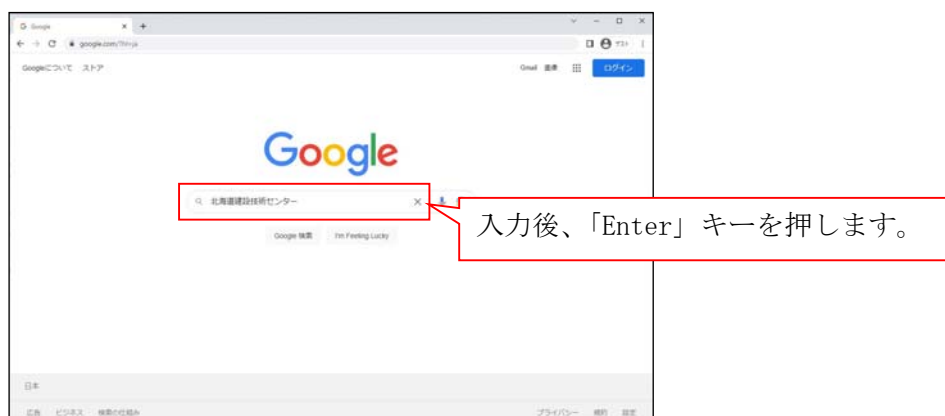 Google
google.com/?hl=ja
Googleについて ストア
Gmail 画像
ログイン
Google
北海道建設技術センター
Google 検索 I'm Feeling Lucky
入力後、「Enter」キーを押します。
日本
広告 ビジネス 検索の仕組み
プライバシー 規約 設定